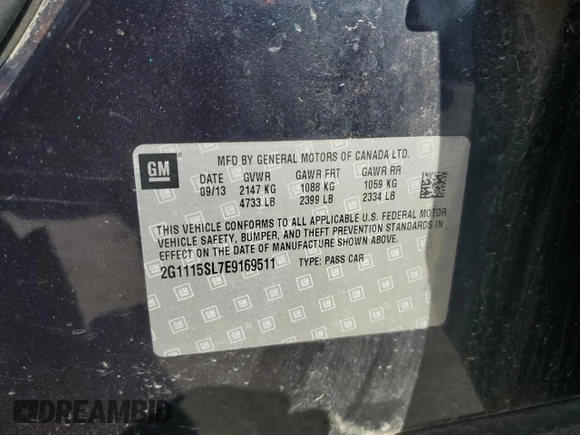 GM
MFD BY GENERAL MOTORS OF CANADA LTD.
DATE GVWR GAWR FRT GAWR RR
09/13 2147 KG 1088 KG 1059 KG
4733 LB 2399 LB 2334 LB
THIS VEHICLE CONFORMS TO ALL APPLICABLE U.S. FEDERAL MOTOR
VEHICLE SAFETY, BUMPER, AND THEFT PREVENTION STANDARDS IN
EFFECT ON THE DATE OF MANUFACTURE SHOWN ABOVE.
2G1115SL7E9169511 TYPE: PASS CAR
DREAMBID